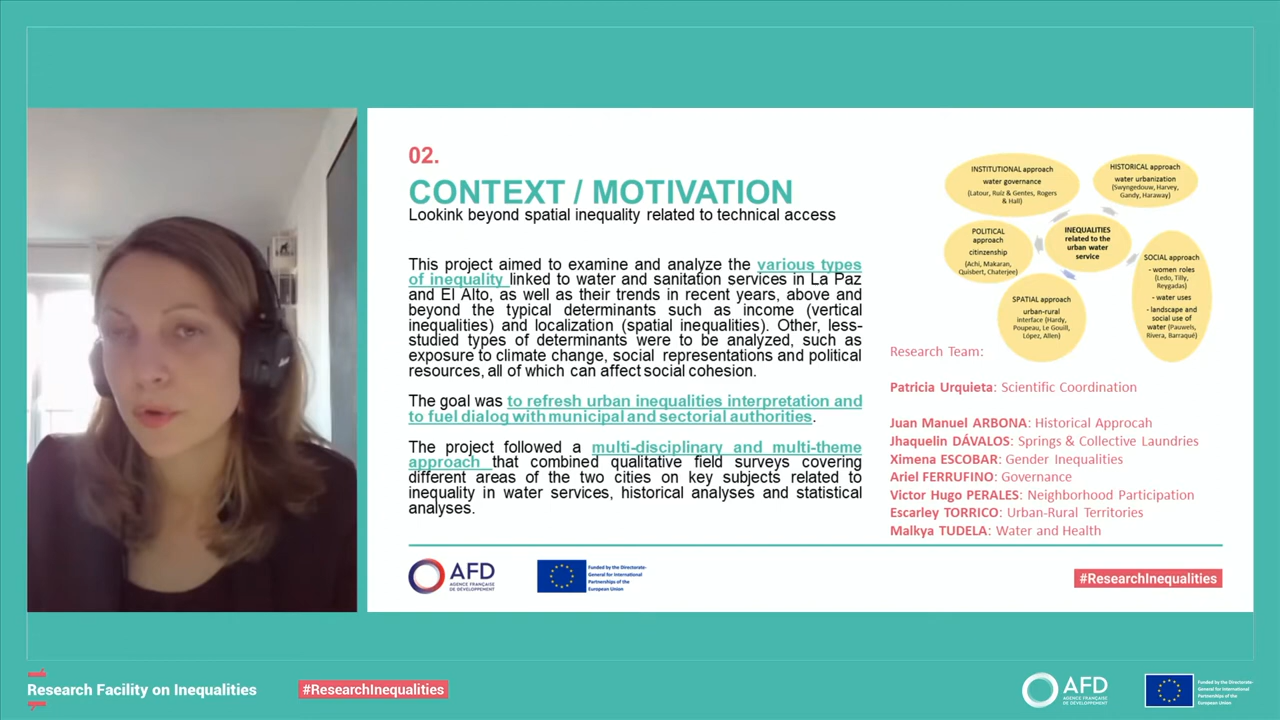 02.
CONTEXT / MOTIVATION
Lookink beyond spatial inequality related to technical access
This project aimed to examine and analyze the various types
of inequality linked to water and sanitation services in La Paz
and El Alto, as well as their trends in recent years, above and
beyond the typical determinants such as income (vertical
inequalities) and localization (spatial inequalities). Other, less-
studied types of determinants were to be analyzed, such as
exposure to climate change, social representations and political
resources, all of which can affect social cohesion.
The goal was to refresh urban inequalities interpretation and
to fuel dialog with municipal and sectorial authorities.
The project followed a multi-disciplinary and multi-theme
approach that combined qualitative field surveys covering
different areas of the two cities on key subjects related to
inequality in water services, historical analyses and statistical
analyses.
INSTITUTIONAL approach
water governance
(Latour, Ruiz & Gentes, Rogers
& Hall)
HISTORICAL approach
water urbanization
(Swyngedouw, Harvey,
Gandy, Haraway)
POLITICAL
approach
citizenship
(Achi, Makaran,
Quisbert, Chaterjee)
INEQUALITIES
related to the
urban water
service
SOCIAL approach
- women roles
(Ledo, Tilly,
Reygadas)
- water uses
- landscape and
social use of
water (Pauwels,
Rivera, Barraqué)
SPATIAL approach
urban-rural
interface (Hardy,
Poupeau, Le Gouill,
López, Allen)
Research Team:
Patricia Urquieta: Scientific Coordination
Juan Manuel ARBONA: Historical Approcah
Jhaquelin DÁVALOS: Springs & Collective Laundries
Ximena ESCOBAR: Gender Inequalities
Ariel FERRUFINO: Governance
Victor Hugo PERALES: Neighborhood Participation
Escarley TORRICO: Urban-Rural Territories
Malkya TUDELA: Water and Health
AFD
AGENCE FRANÇAISE
DE DÉVELOPPEMENT
Funded by the Directorate-
General for International
Partnerships of the
European Union
#ResearchInequalities
Research Facility on Inequalities
#ResearchInequalities
AFD
AGENCE FRANÇAISE
DE DÉVELOPPEMENT
Funded by the Directorate-
General for International
Partnerships of the
European Union